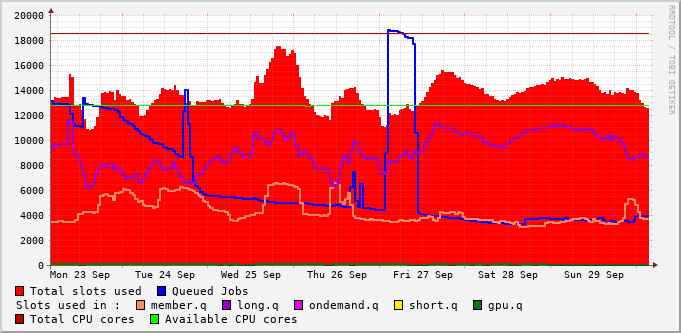 RRDTOOL / TOBI OETIKER
20000
18000
16000
14000
12000
10000
8000
6000
4000
2000
0
Mon 23 Sep Tue 24 Sep Wed 25 Sep Thu 26 Sep Fri 27 Sep Sat 28 Sep Sun 29 Sep
Total slots used Queued Jobs
Slots used in : member.q long.q ondemand.q short.q gpu.q
Total CPU cores Available CPU cores